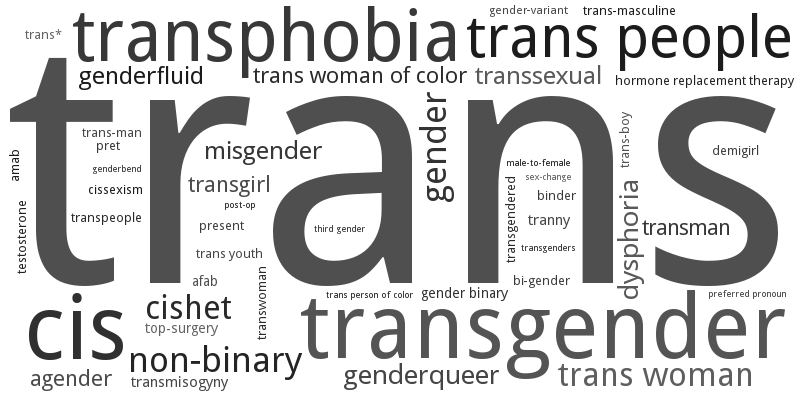 gender-variant trans-masculine
trans* transphobia trans people
genderfluid trans woman of color transsexual hormone replacement therapy
trans
gender
trans-man
pret
amab
genderbend
cissexism
transpeople
testosterone
misgender
transgirl
post-op
present
third gender
trans youth
afab
transwoman
male-to-female
sex-change
binder
tranny
transgendered
transgenders
bi-gender
trans-boy
dysphoria
demigirl
transman
trans person of color gender binary preferred pronoun
cis cishet transgender
top-surgery
non-binary
agender transmisogyny genderqueer trans woman